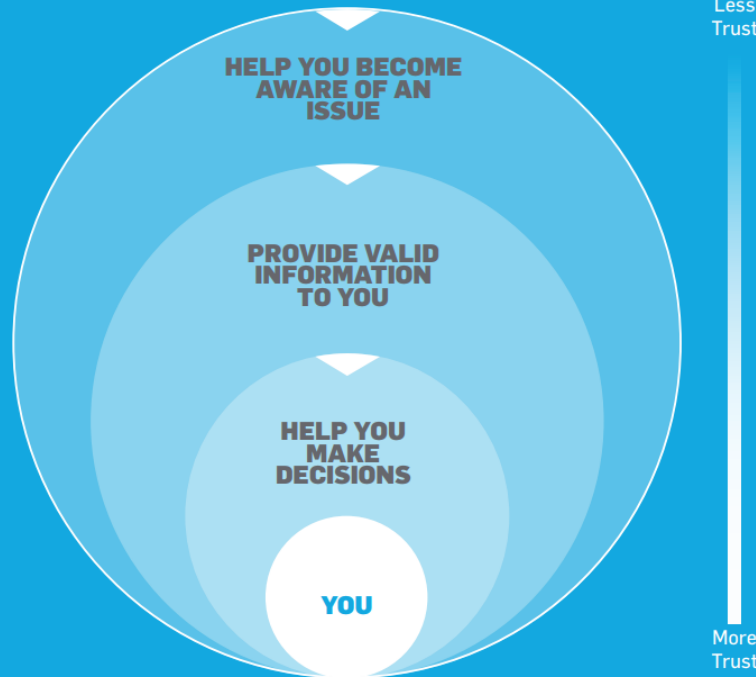 Less
Trust
HELP YOU BECOME
AWARE OF AN
ISSUE
PROVIDE VALID
INFORMATION
TO YOU
HELP YOU
MAKE
DECISIONS
YOU
More
Trust